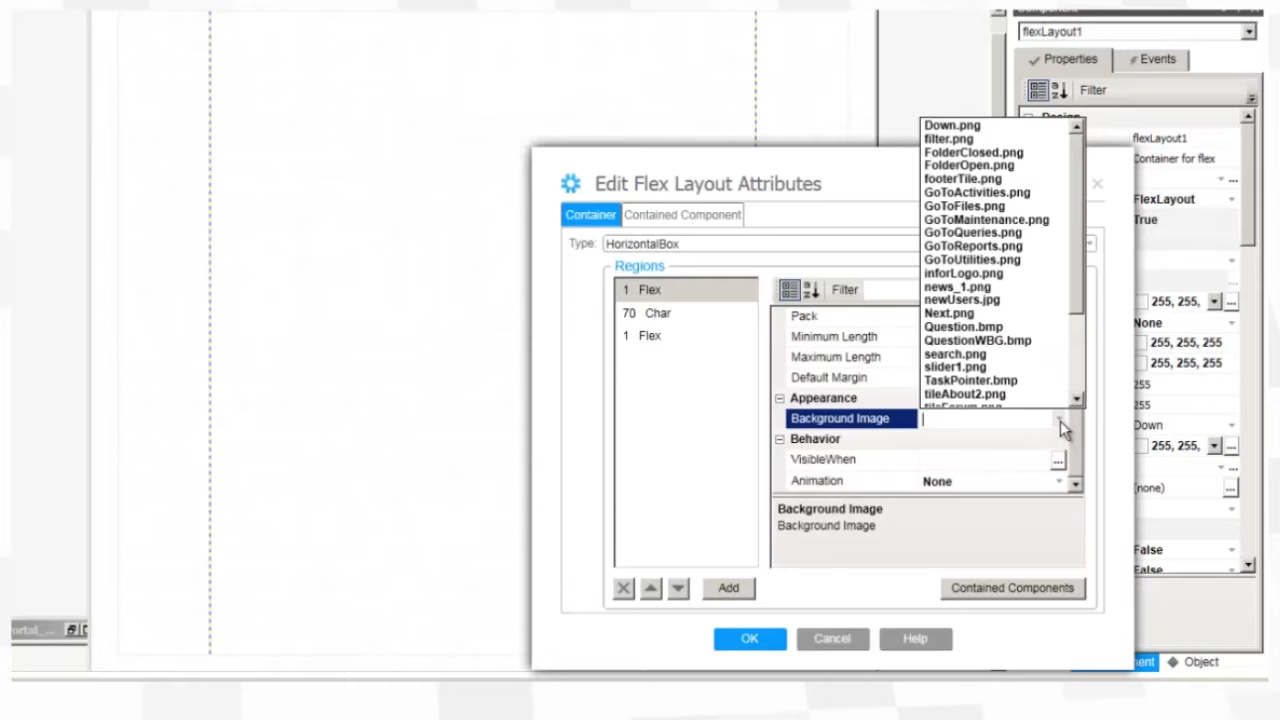 flexLayout1
Properties
Events
Filter
Design
flexLayout1
Container for flex
...
FlexLayout
True
255, 255,
None
255, 255, 255
255, 255, 255
255
255
Down
255, 255,
(none)
False
False
Object
Edit Flex Layout Attributes
Container
Contained Component
Type:
HorizontalBox
Regions
1 Flex
70 Char
1 Flex
Filter
Pack
Minimum Length
Maximum Length
Default Margin
Appearance
Background Image
Behavior
VisibleWhen
...
Animation
None
Background Image
Background Image
Down.png
filter.png
FolderClosed.png
FolderOpen.png
footerTile.png
GoToActivities.png
GoToFiles.png
GoToMaintenance.png
GoToQueries.png
GoToReports.png
GoToUtilities.png
inforLogo.png
news_1.png
newUsers.jpg
Next.png
Question.bmp
QuestionWBG.bmp
search.png
slider1.png
TaskPointer.bmp
tileAbout2.png
Add
Contained Components
OK
Cancel
Help